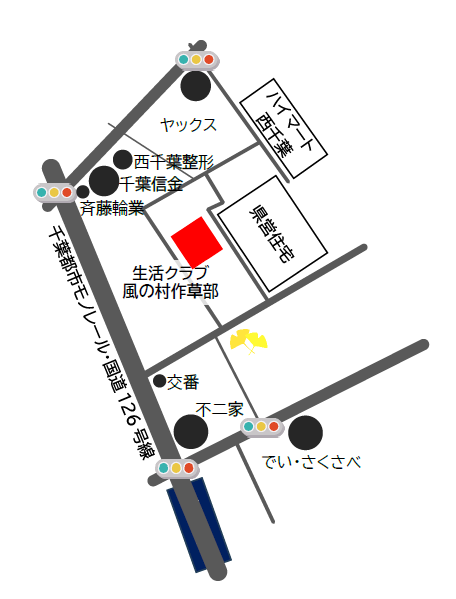 ヤックス
ハイマート
西千葉
西千葉整形
千葉信金
斉藤輪業
県営住宅
生活クラブ
風の村作草部
千葉都市モノレール・国道126号線
交番
不二家
でい・さくさべ